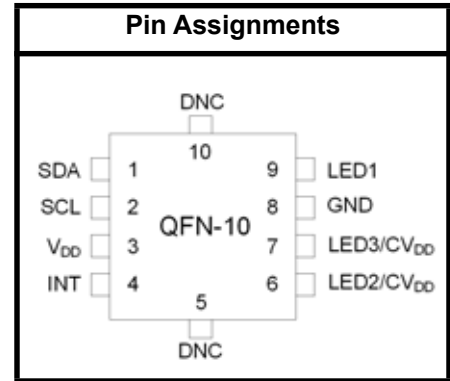 Pin Assignments
DNC
10
SDA 1 9 LED1
SCL 2 8 GND
QFN-10
VDD 3 7 LED3/CVDD
INT 4 6 LED2/CVDD
5
DNC